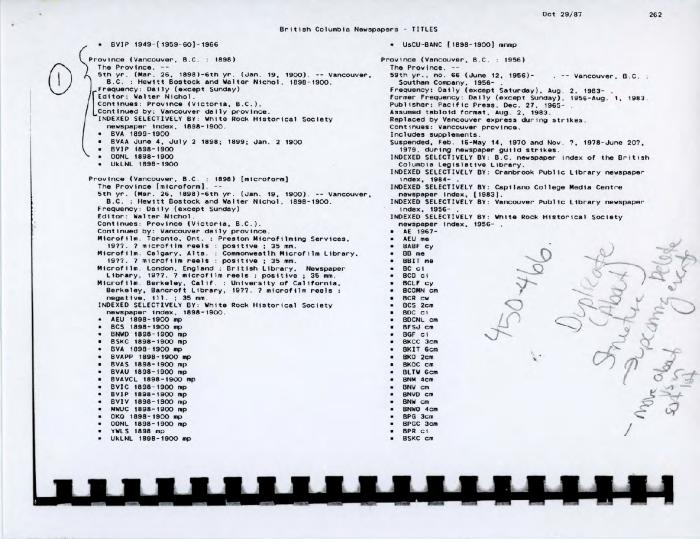 Oct 29/87
262
British Columbia Newspapers - TITLES
• BVIP 1949-[1959-60]-1966
1
Province (Vancouver, B.C. : 1898)
The Province. --
5th yr. (Mar. 26, 1898)-6th yr. (Jan. 19, 1900). -- Vancouver,
B.C. : Hewitt Bostock and Walter Nichol, 1898-1900.
Frequency: Daily (except Sunday)
Editor: Walter Nichol.
Continues: Province (Victoria, B.C.).
Continued by: Vancouver daily province.
INDEXED SELECTIVELY BY: White Rock Historical Society
newspaper index, 1898-1900.
• BVA 1899-1900
• BVAA June 4, July 2 1898; 1899; Jan. 2 1900
• BVIP 1898-1900
• OONL 1898-1900
• UkLNL 1898-1900
Province (Vancouver, B.C. : 1898) [microform]
The Province [microform]. --
5th yr. (Mar. 26, 1898)-6th yr. (Jan. 19, 1900). -- Vancouver,
B.C. : Hewitt Bostock and Walter Nichol, 1898-1900.
Frequency: Daily (except Sunday)
Editor: Walter Nichol.
Continues: Province (Victoria, B.C.).
Continued by: Vancouver daily province.
Microfilm. Toronto, Ont. : Preston Microfilming Services,
197?. ? microfilm reels : positive ; 35 mm.
Microfilm. Calgary, Alta. : Commonwealth Microfilm Library,
197?. ? microfilm reels : positive ; 35 mm.
Microfilm. London, England : British Library, Newspaper
Library, 197?. ? microfilm reels : positive ; 35 mm.
Microfilm. Berkeley, Calif. : University of California,
Berkeley, Bancroft Library, 197?. ? microfilm reels :
negative, ill. ; 35 mm.
INDEXED SELECTIVELY BY: White Rock Historical Society
newspaper index, 1898-1900.
• AEU 1898-1900 mp
• BCS 1898-1900 mp
• BNWD 1898-1900 mp
• BSKC 1898-1900 mp
• BVA 1898-1900 mp
• BVAPP 1898-1900 mp
• BVAS 1898-1900 mp
• BVAU 1898-1900 mp
• BVAVCL 1898-1900 mp
• BVIC 1898-1900 mp
• BVIP 1898-1900 mp
• BVIV 1898-1900 mp
• NWUC 1898-1900 mp
• OKQ 1898-1900 mp
• OONL 1898-1900 mp
• YWLS 1898 mp
• UkLNL 1898-1900 mp
• UsCU-BANC [1898-1900] mnmp
Province (Vancouver, B.C. : 1956)
The Province. --
59th yr., no. 66 (June 12, 1956)- . -- Vancouver, B.C. :
Southam Company, 1956- .
Frequency: Daily (except Saturday), Aug. 2, 1983- .
Former Frequency: Daily (except Sunday), 1956-Aug. 1, 1983.
Publisher: Pacific Press, Dec. 27, 1965- .
Assumed tabloid format, Aug. 2, 1983.
Replaced by Vancouver express during strikes.
Continues: Vancouver province.
Includes supplements.
Suspended, Feb. 16-May 14, 1970 and Nov. ?, 1978-June 20?,
1979, during newspaper guild strikes.
INDEXED SELECTIVELY BY: B.C. newspaper index of the British
Columbia Legislative Library.
INDEXED SELECTIVELY BY: Cranbrook Public Library newspaper
index, 1984- .
INDEXED SELECTIVELY BY: Capilano College Media Centre
newspaper index, [1983].
INDEXED SELECTIVELY BY: Vancouver Public Library newspaper
index, 1956- .
INDEXED SELECTIVELY BY: White Rock Historical Society
newspaper index, 1956- .
• AE 1967-
• AEU me
• BABF cy
• BB me
• BBIT me
• BC ci
• BCD ci
• BCLF cy
• BCOMN cm
• BCR cw
• BCS 2cm
• BDC ci
• BDCNL cm
• BFSJ cm
• BGF ci
• BKCC 3cm
• BKIT 6cm
• BKO 2cm
• BKOC cm
• BLTW 6cm
• BNM 4cm
• BNV cm
• BNVD cm
• BNW cm
• BNWD 4cm
• BPG 3cm
• BPGC 3cm
• BPR ci
• BSKC cm
450-466
Duplicate
- move about